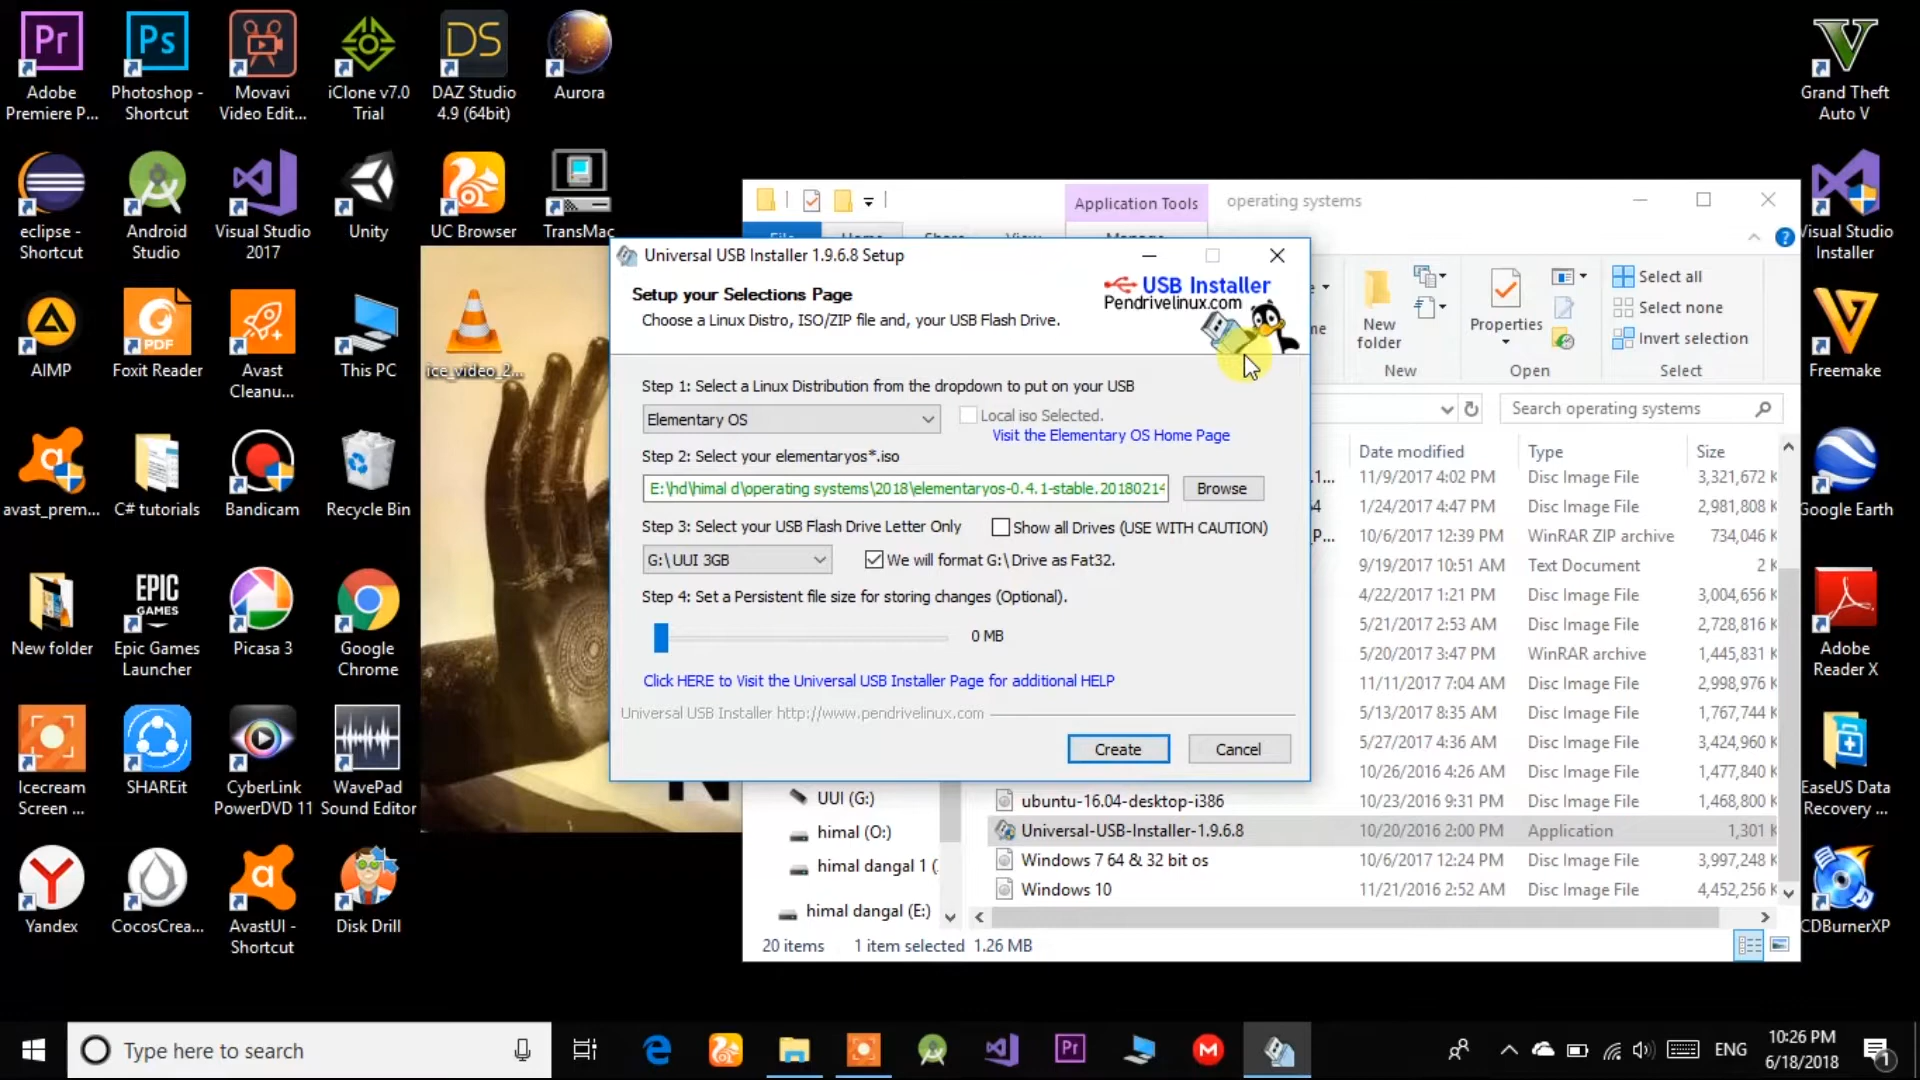 Adobe
Premiere P...
Photoshop -
Shortcut
Movavi
Video Edit...
iClone v7.0
Trial
DAZ Studio
4.9 (64bit)
Aurora
Grand Theft
Auto V
eclipse -
Shortcut
Android
Studio
Visual Studio
2017
Unity
UC Browser
TransMac
Visual Studio
Installer
AIMP
Foxit Reader
Avast
Cleanu...
This PC
ice_video_2...
Freemake
avast_prem...
C# tutorials
Bandicam
Recycle Bin
Google Earth
New folder
Epic Games
Launcher
Picasa 3
Google
Chrome
Adobe
Reader X
Icecream
Screen ...
SHAREit
CyberLink
PowerDVD 11
WavePad
Sound Editor
EaseUS Data
Recovery ...
Yandex
CocosCrea...
AvastUI -
Shortcut
Disk Drill
CDBurnerXP
Pr
Ps
DS
PDF
EPIC
GAMES
Application Tools
operating systems
File
Home
Share
View
Manage
New
folder
New
Properties
Open
Select all
Select none
Invert selection
Select
Search operating systems
Date modified Type Size
11/9/2017 4:02 PM Disc Image File 3,321,672 K
1/24/2017 4:47 PM Disc Image File 2,981,808 K
10/6/2017 12:39 PM WinRAR ZIP archive 734,046 K
9/19/2017 10:51 AM Text Document 2 K
4/22/2017 1:21 PM Disc Image File 3,004,656 K
5/21/2017 2:53 AM Disc Image File 2,728,816 K
5/20/2017 3:47 PM WinRAR archive 1,445,831 K
11/11/2017 7:04 AM Disc Image File 2,998,976 K
5/13/2017 8:35 AM Disc Image File 1,767,744 K
5/27/2017 4:36 AM Disc Image File 3,424,960 K
10/26/2016 4:26 AM Disc Image File 1,477,840 K
ubuntu-16.04-desktop-i386 10/23/2016 9:31 PM Disc Image File 1,468,800 K
Universal-USB-Installer-1.9.6.8 10/20/2016 2:00 PM Application 1,301 K
Windows 7 64 & 32 bit os 10/6/2017 12:24 PM Disc Image File 3,997,248 K
Windows 10 11/21/2016 2:52 AM Disc Image File 4,452,256 K
UUI (G:)
himal (O:)
himal dangal 1 (.
himal dangal (E:)
20 items 1 item selected 1.26 MB
Universal USB Installer 1.9.6.8 Setup
Setup your Selections Page
Choose a Linux Distro, ISO/ZIP file and, your USB Flash Drive.
USB Installer
Pendrivelinux.com
Step 1: Select a Linux Distribution from the dropdown to put on your USB
Elementary OS
Local iso Selected.
Visit the Elementary OS Home Page
Step 2: Select your elementaryos*.iso
E:\hd\himal d\operating systems\2018\elementaryos-0.4.1-stable.20180214
Browse
Step 3: Select your USB Flash Drive Letter Only
Show all Drives (USE WITH CAUTION)
G:\UUI 3GB
We will format G:\Drive as Fat32.
Step 4: Set a Persistent file size for storing changes (Optional).
0 MB
Click HERE to Visit the Universal USB Installer Page for additional HELP
Universal USB Installer http://www.pendrivelinux.com
Create
Cancel
Type here to search
Pr
M
ENG
10:26 PM
6/18/2018
1